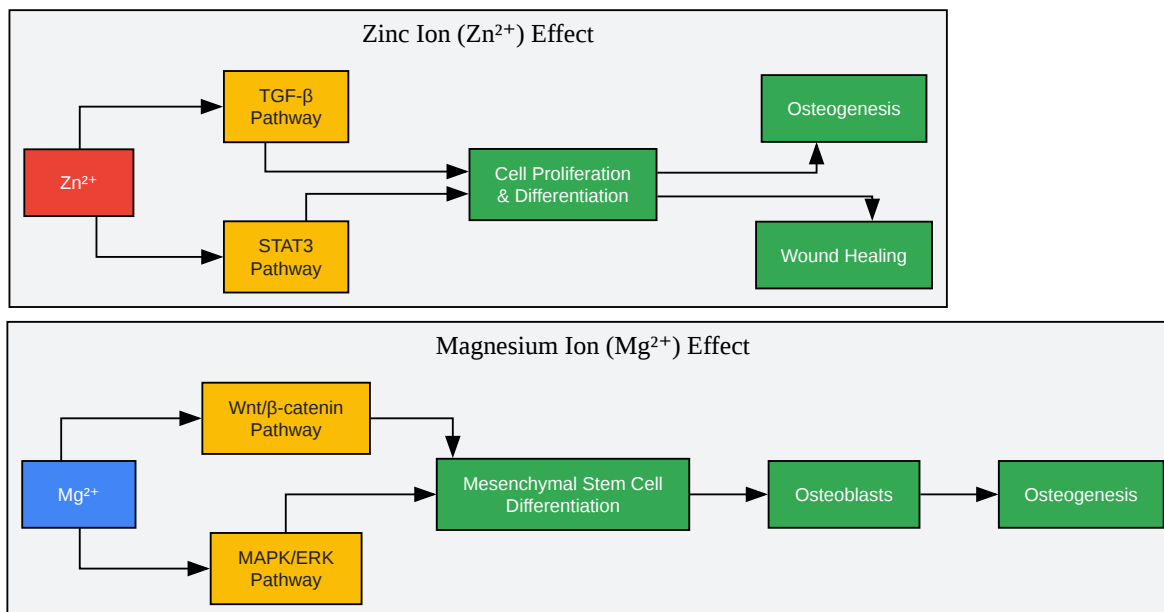 Zinc Ion (Zn²⁺) Effect
TGF-β
Pathway
Osteogenesis
Zn²⁺
Cell Proliferation
& Differentiation
STAT3
Pathway
Wound Healing
Magnesium Ion (Mg²⁺) Effect
Wnt/β-catenin
Pathway
Mg²⁺
Mesenchymal Stem Cell
Differentiation
Osteoblasts
Osteogenesis
MAPK/ERK
Pathway